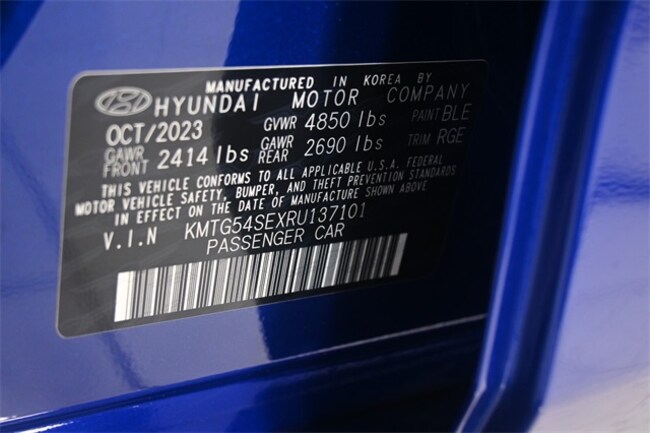 MANUFACTURED IN KOREA BY
HYUNDAI MOTOR COMPANY
OCT/2023 GVWR 4850 lbs PAINT BLE
GAWR FRONT 2414 lbs GAWR REAR 2690 lbs TRIM RGE
THIS VEHICLE CONFORMS TO ALL APPLICABLE U.S.A. FEDERAL
MOTOR VEHICLE SAFETY, BUMPER, AND THEFT PREVENTION STANDARDS
IN EFFECT ON THE DATE OF MANUFACTURE SHOWN ABOVE
V.I.N KMTG54SEXRU137101
PASSENGER CAR